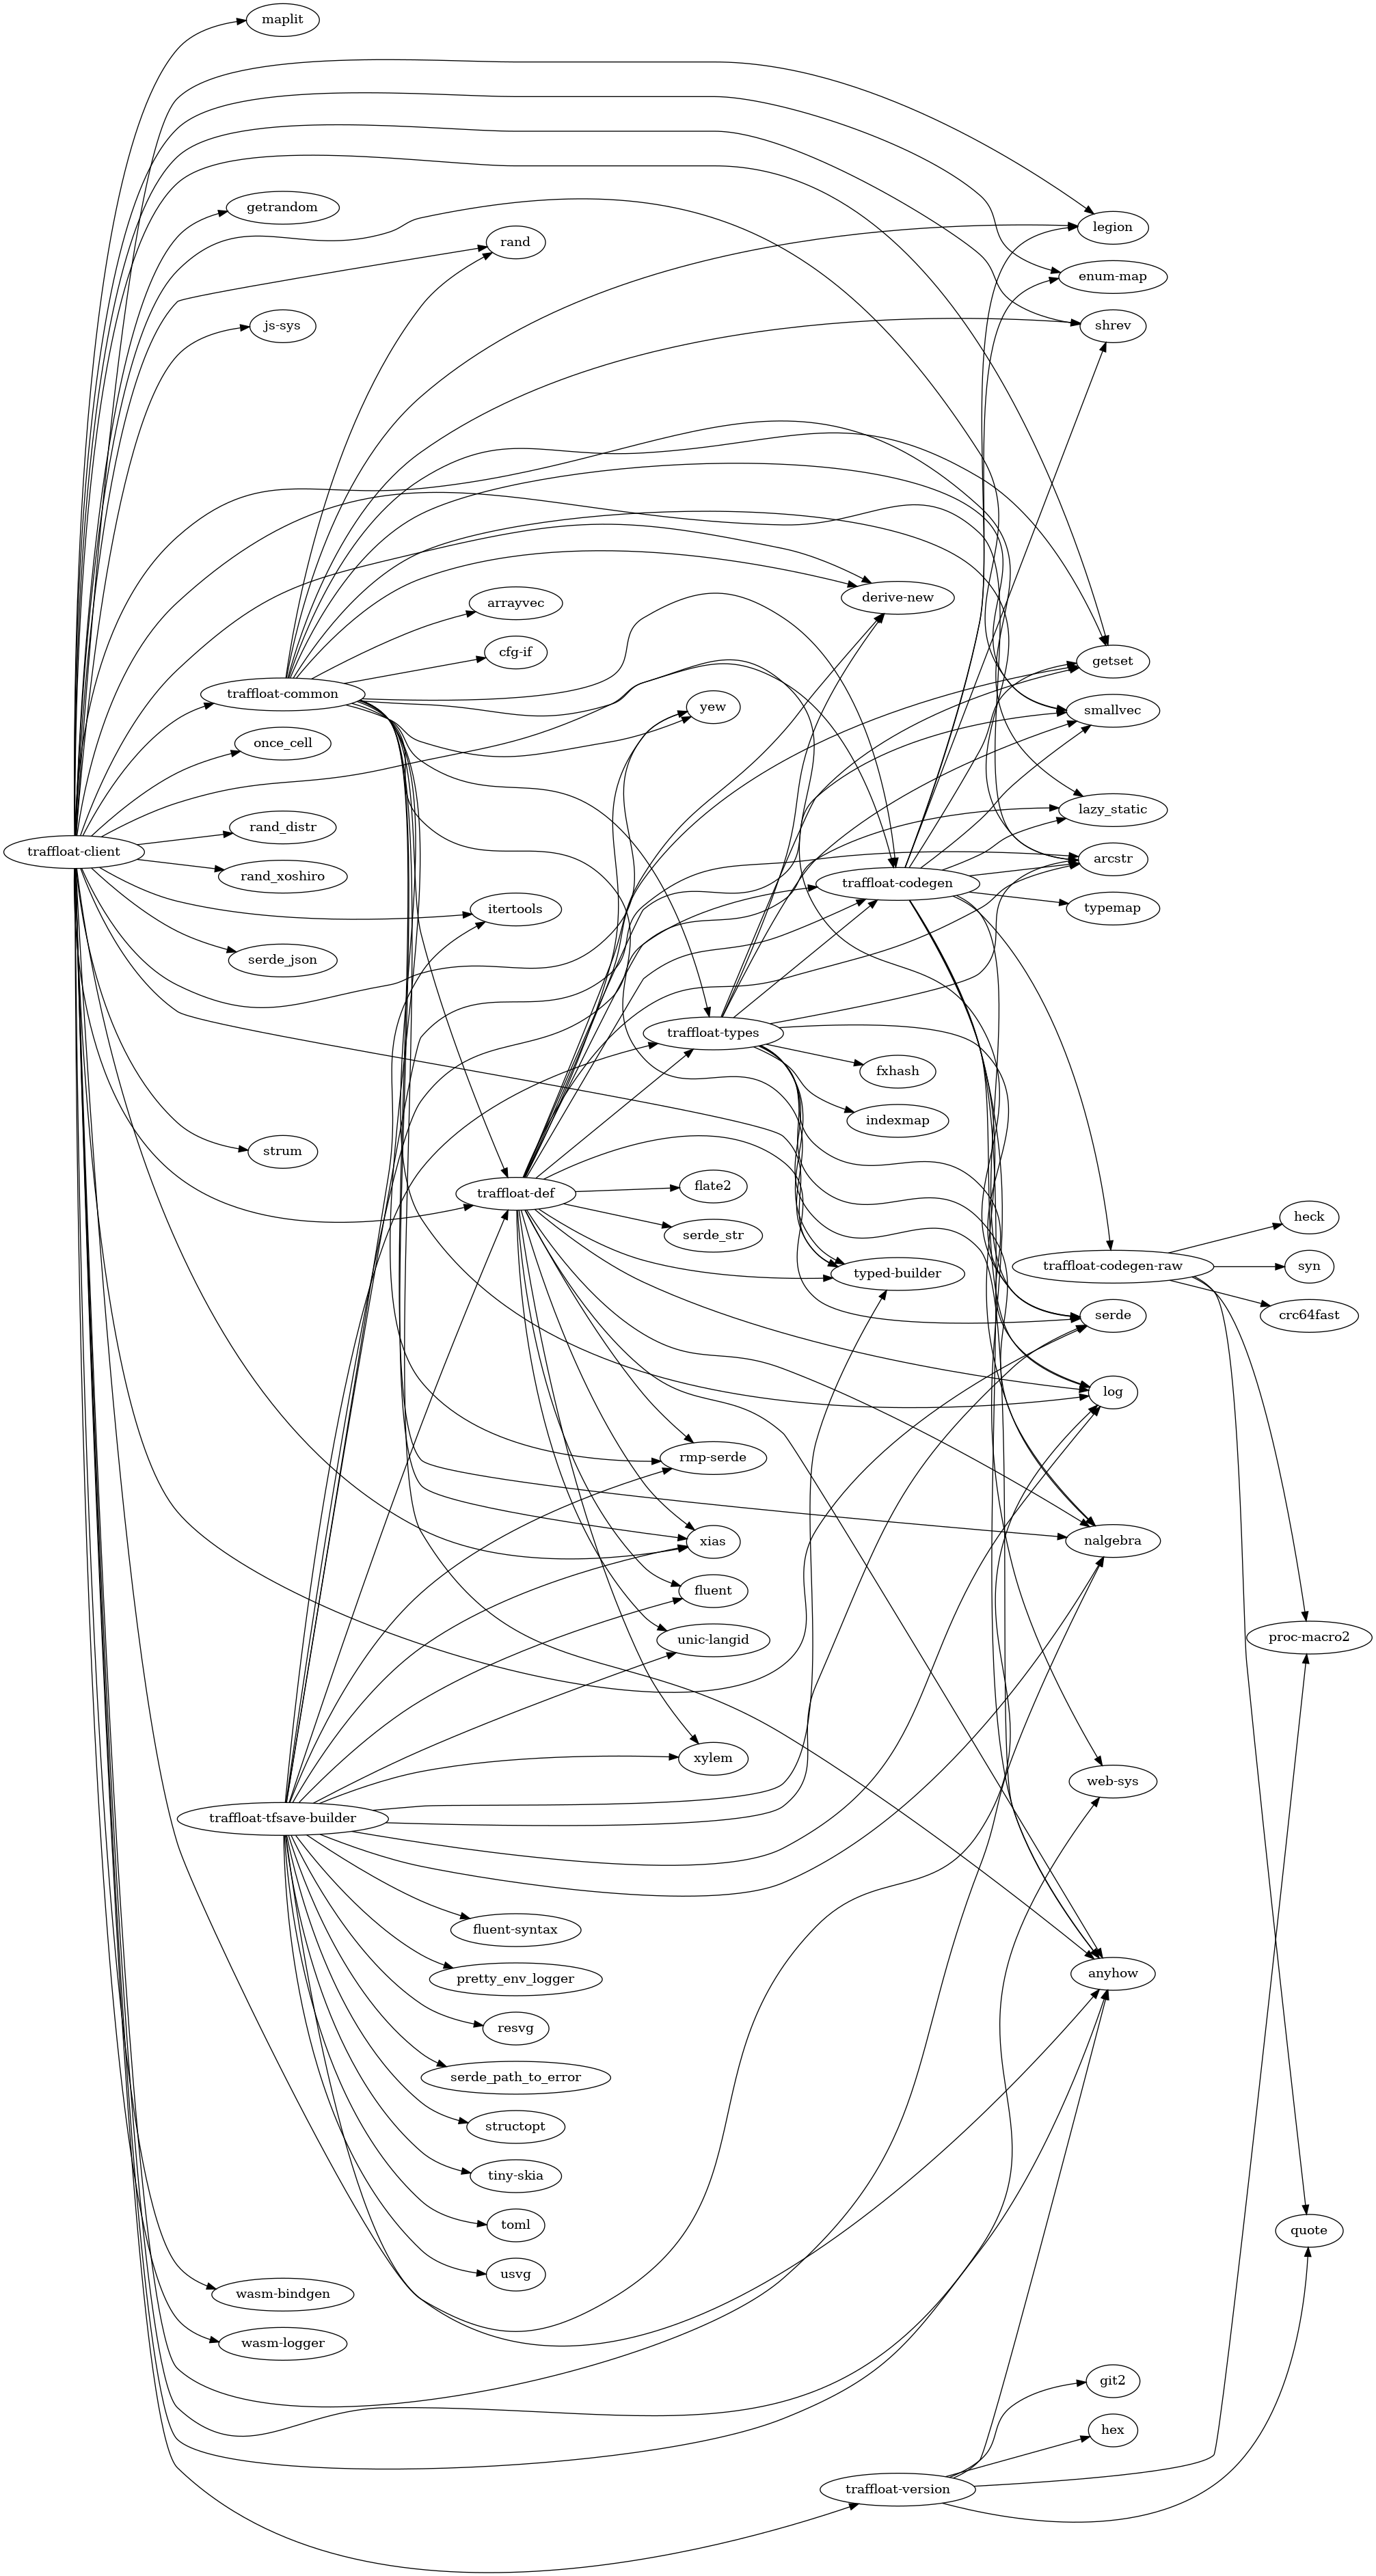 maplit
getrandom
legion
rand
enum-map
js-sys
shrev
derive-new
arrayvec
cfg-if
getset
traffloat-common
yew
smallvec
once_cell
lazy_static
rand_distr
traffloat-client
arcstr
rand_xoshiro
traffloat-codegen
itertools
typemap
serde_json
traffloat-types
fxhash
indexmap
strum
flate2
traffloat-def
heck
serde_str
traffloat-codegen-raw
syn
typed-builder
serde
crc64fast
log
rmp-serde
xias
nalgebra
fluent
unic-langid
proc-macro2
xylem
web-sys
traffloat-tfsave-builder
fluent-syntax
anyhow
pretty_env_logger
resvg
serde_path_to_error
structopt
tiny-skia
toml
quote
usvg
wasm-bindgen
wasm-logger
git2
hex
traffloat-version